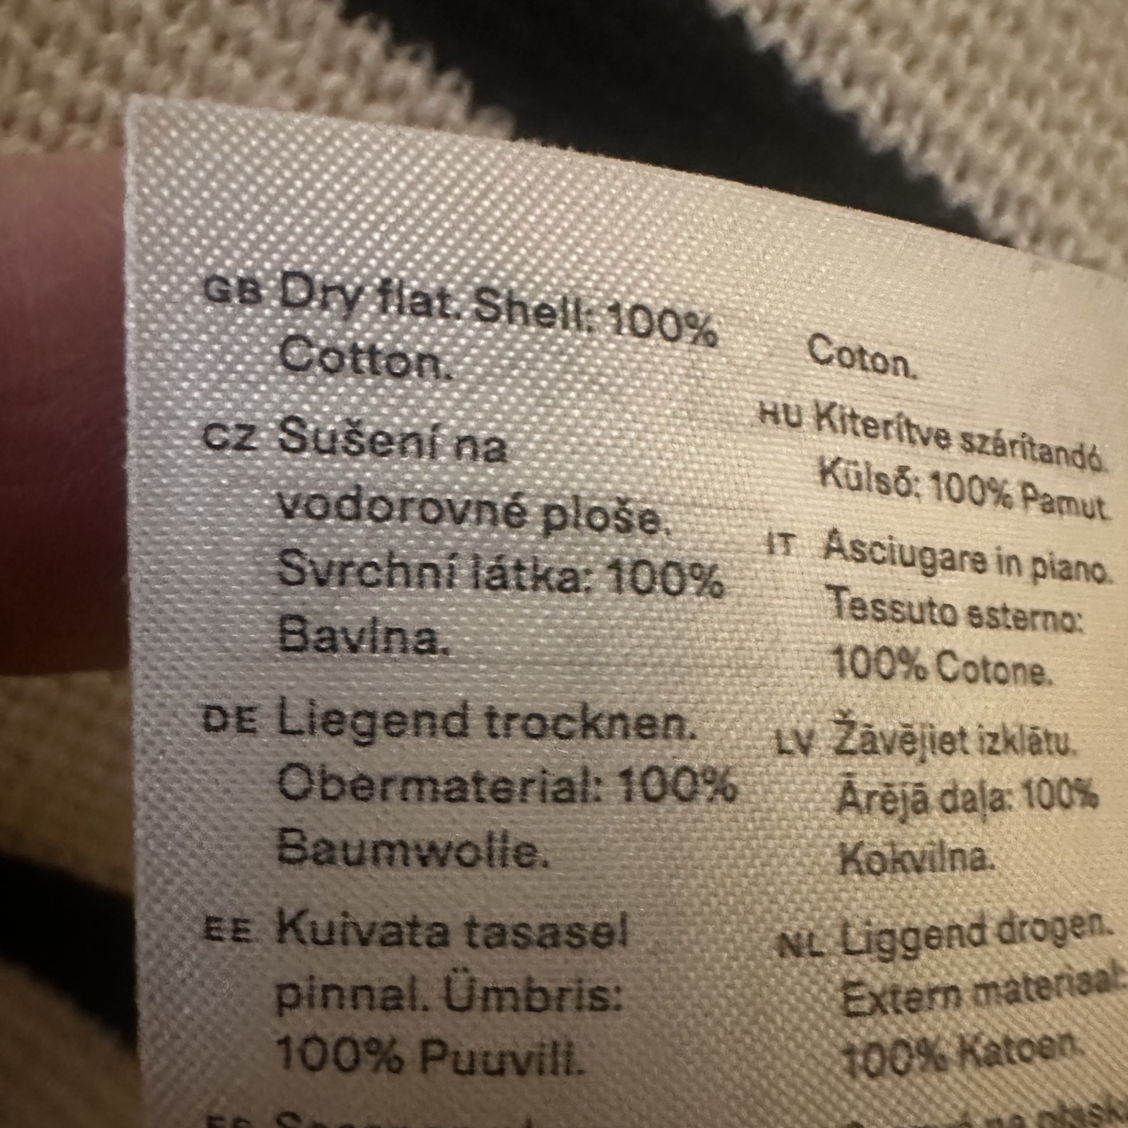 GB Dry flat. Shell: 100%
Cotton.
CZ Sušení na
vodorovné ploše.
Svrchní látka: 100%
Bavlna.
DE Liegend trocknen.
Obermaterial: 100%
Baumwolle.
EE Kuivata tasasel
pinnal. Ümbris:
100% Puuvill.
ES
Coton.
HU Kiterítve szárítandó.
Külső: 100% Pamut.
IT Asciugare in piano.
Tessuto esterno:
100% Cotone.
LV Žāvējiet izklātu.
Ārējā daļa: 100%
Kokvilna.
NL Liggend drogen.
Extern materiaal:
100% Katoen.
na